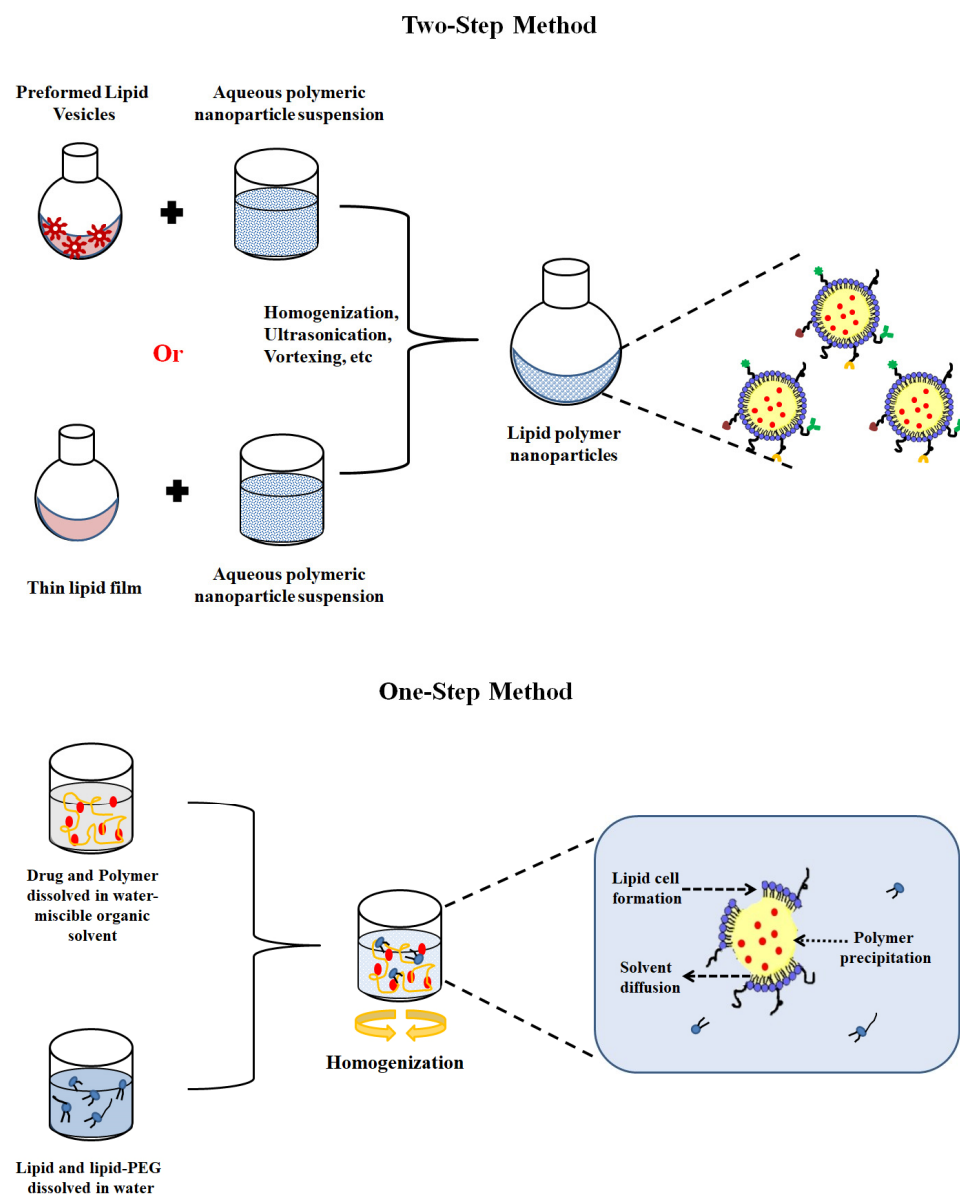 Two-Step Method
Preformed Lipid
Vesicles
Aqueous polymeric
nanoparticle suspension
Homogenization,
Ultrasonication,
Vortexing, etc
Or
Lipid polymer
nanoparticles
Thin lipid film
Aqueous polymeric
nanoparticle suspension
One-Step Method
Drug and Polymer
dissolved in water-
miscible organic
solvent
Homogenization
Lipid cell
formation
Polymer
precipitation
Solvent
diffusion
Lipid and lipid-PEG
dissolved in water